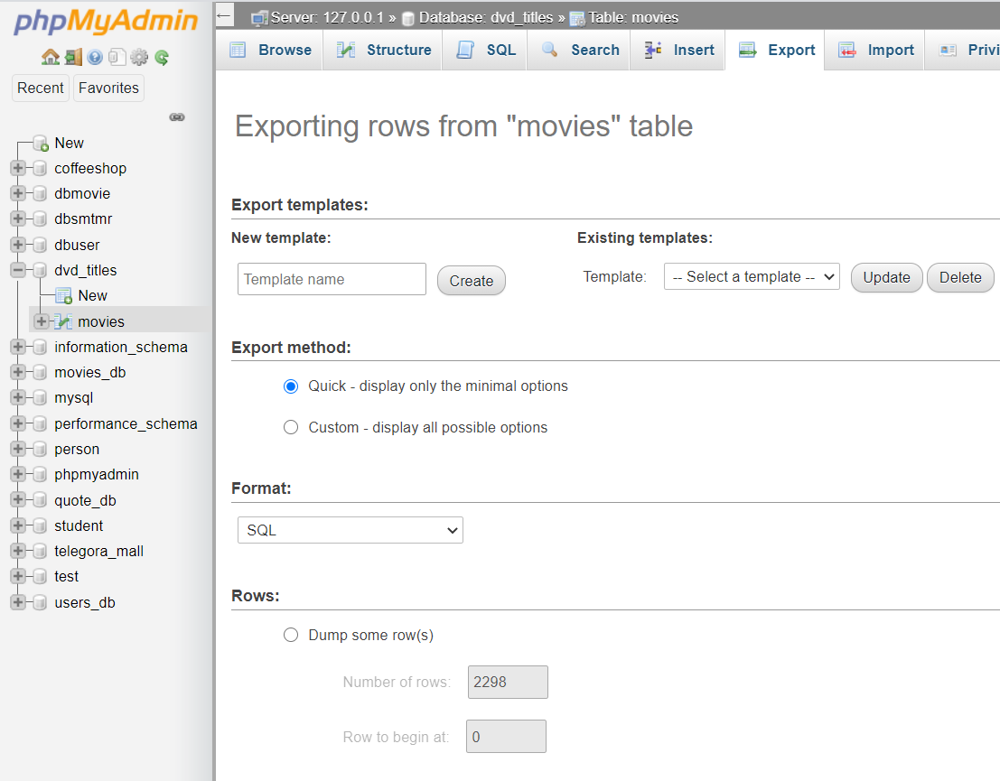 phpMyAdmin
Recent
Favorites
New
coffeeshop
dbmovie
dbsmtmr
dbuser
dvd_titles
New
movies
information_schema
movies_db
mysql
performance_schema
person
phpmyadmin
quote_db
student
telegora_mall
test
users_db
Server: 127.0.0.1 » Database: dvd_titles » Table: movies
Browse Structure SQL Search Insert Export Import Privi
Exporting rows from "movies" table
Export templates:
New template: Existing templates:
Template name Create Template: -- Select a template -- Update Delete
Export method:
Quick - display only the minimal options
Custom - display all possible options
Format:
SQL
Rows:
Dump some row(s)
Number of rows: 2298
Row to begin at: 0